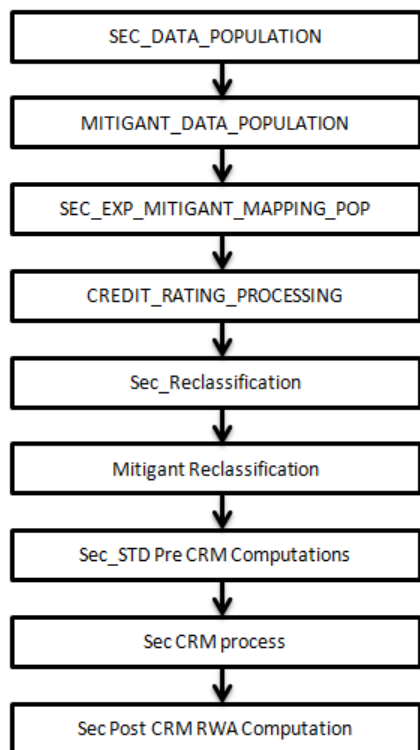 SEC_DATA_POPULATION
MITIGANT_DATA_POPULATION
SEC_EXP_MITIGANT_MAPPING_POP
CREDIT_RATING_PROCESSING
Sec_Reclassification
Mitigant Reclassification
Sec_STD Pre CRM Computations
Sec CRM process
Sec Post CRM RWA Computation